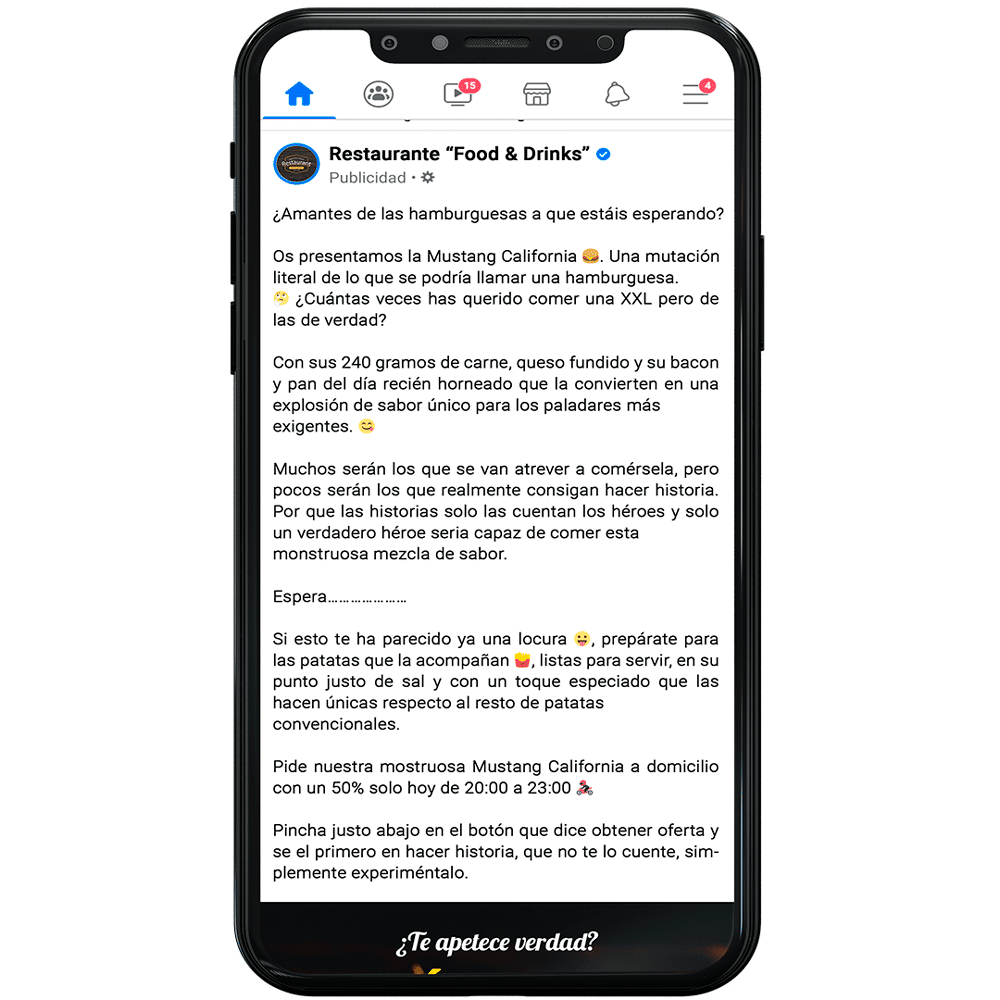 15
4
Restaurante
Restaurante “Food & Drinks”
Publicidad ·
¿Amantes de las hamburguesas a que estáis esperando?
Os presentamos la Mustang California 🍔. Una mutación
literal de lo que se podría llamar una hamburguesa.
🤔 ¿Cuántas veces has querido comer una XXL pero de
las de verdad?
Con sus 240 gramos de carne, queso fundido y su bacon
y pan del día recién horneado que la convierten en una
explosión de sabor único para los paladares más
exigentes. 😋
Muchos serán los que se van atrever a comérsela, pero
pocos serán los que realmente consigan hacer historia.
Por que las historias solo las cuentan los héroes y solo
un verdadero héroe seria capaz de comer esta
monstruosa mezcla de sabor.
Espera...................
Si esto te ha parecido ya una locura 😜, prepárate para
las patatas que la acompañan 🍟, listas para servir, en su
punto justo de sal y con un toque especiado que las
hacen únicas respecto al resto de patatas
convencionales.
Pide nuestra mostruosa Mustang California a domicilio
con un 50% solo hoy de 20:00 a 23:00 🛵
Pincha justo abajo en el botón que dice obtener oferta y
se el primero en hacer historia, que no te lo cuente, sim-
plemente experiméntalo.
¿Te apetece verdad?